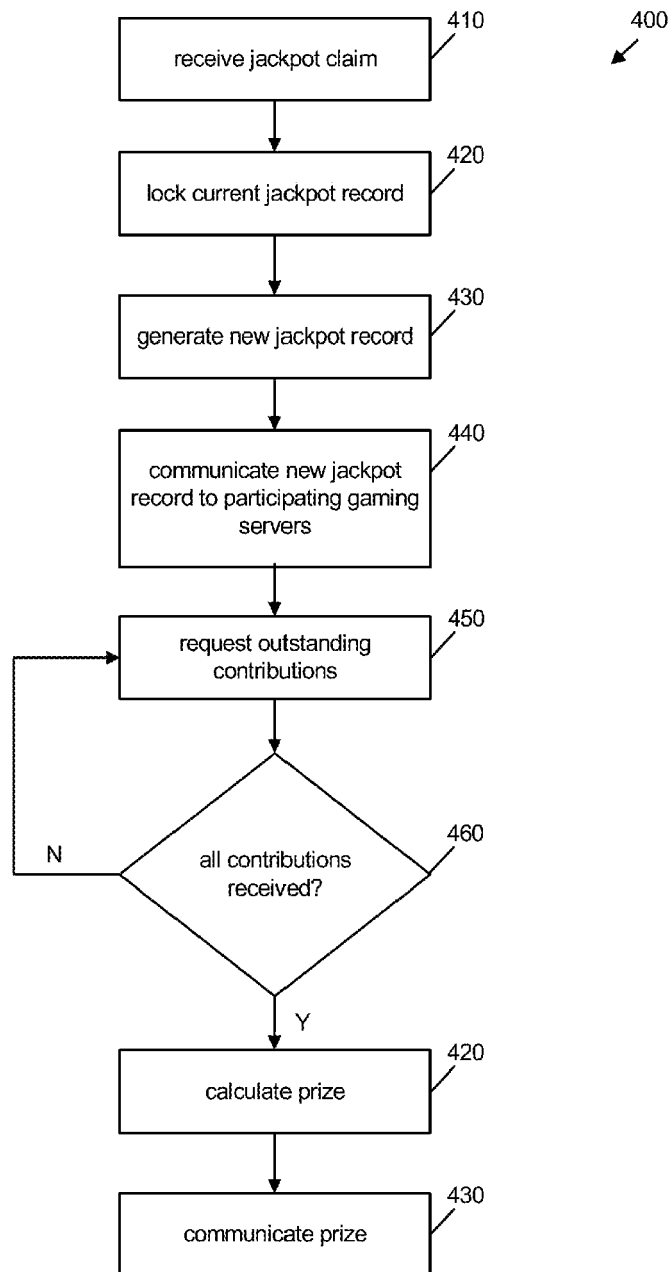 400
410
receive jackpot claim
420
lock current jackpot record
430
generate new jackpot record
440
communicate new jackpot
record to participating gaming
servers
450
request outstanding
contributions
460
all contributions
received?
N
Y
420
calculate prize
430
communicate prize